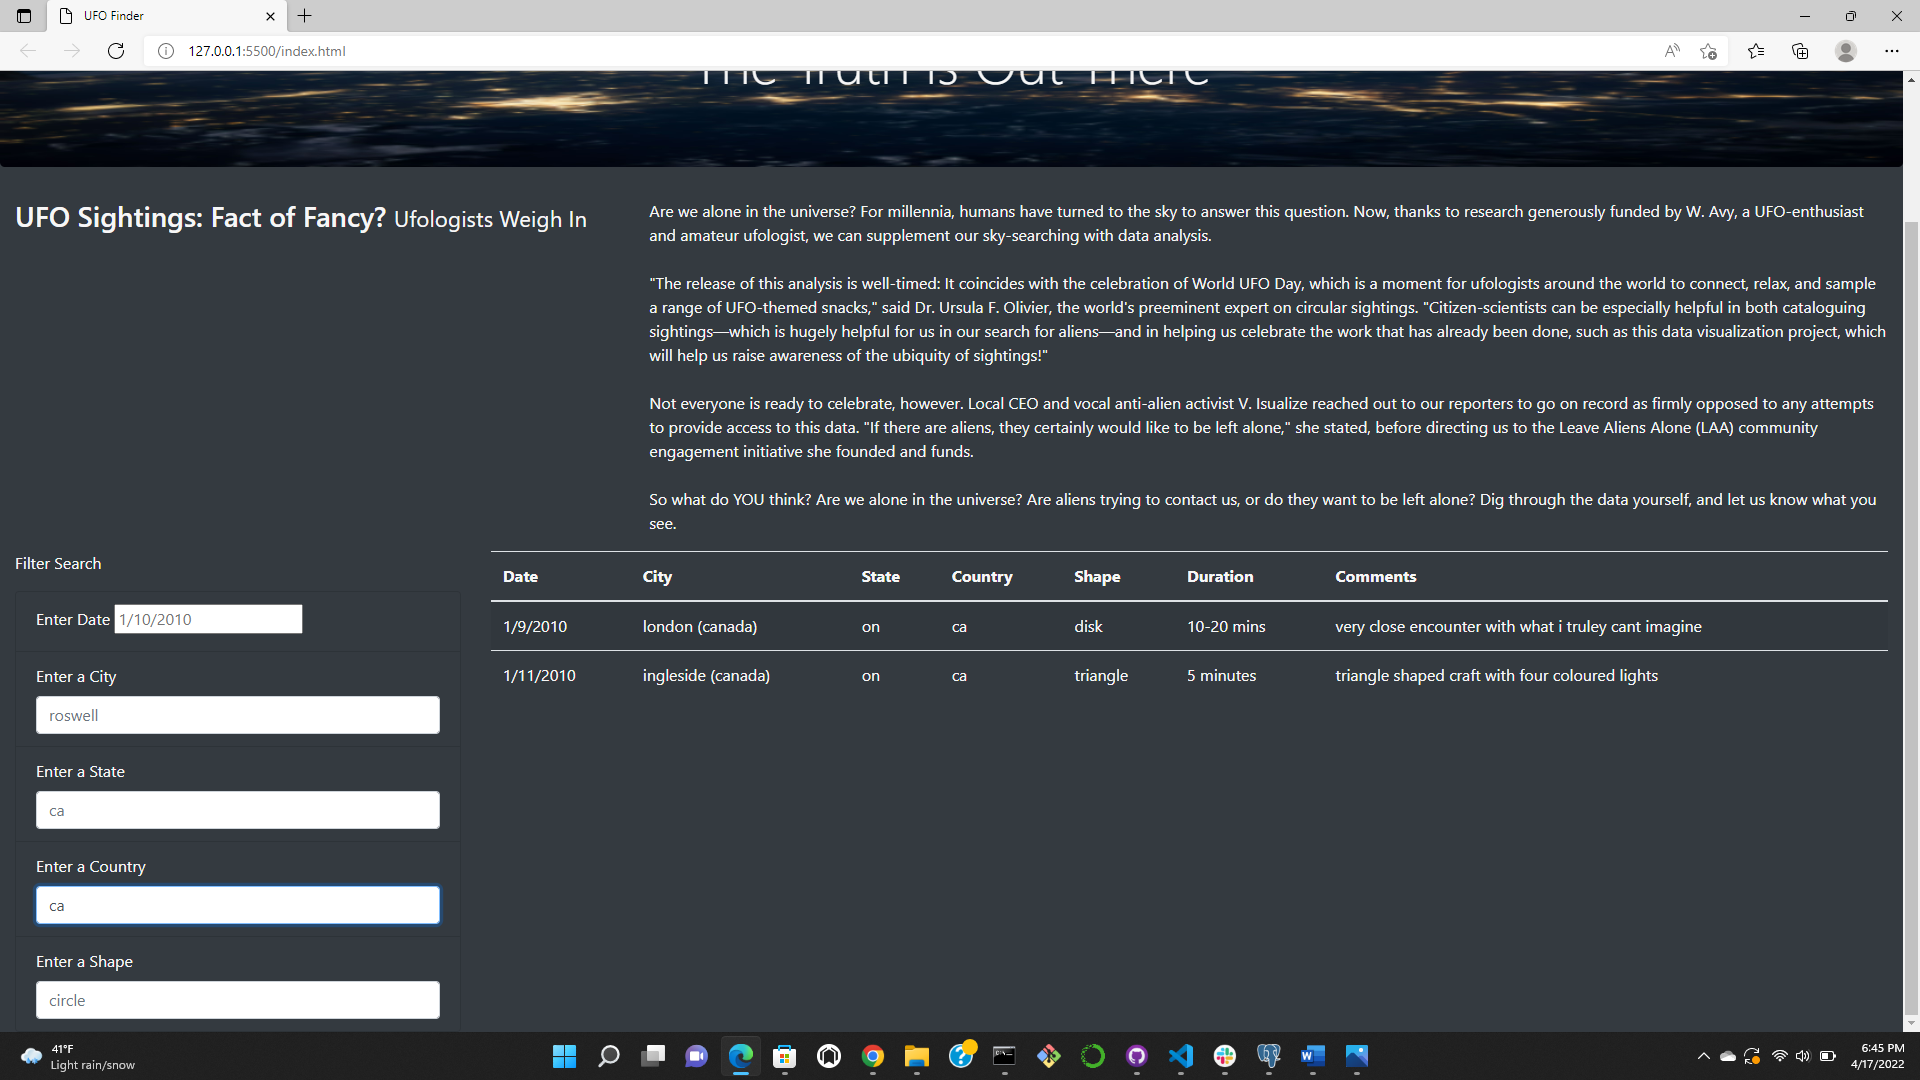 UFO Finder
127.0.0.1:5500/index.html
The Truth Is Out There
UFO Sightings: Fact of Fancy? Ufologists Weigh In
Are we alone in the universe? For millennia, humans have turned to the sky to answer this question. Now, thanks to research generously funded by W. Avy, a UFO-enthusiast
and amateur ufologist, we can supplement our sky-searching with data analysis.
"The release of this analysis is well-timed: It coincides with the celebration of World UFO Day, which is a moment for ufologists around the world to connect, relax, and sample
a range of UFO-themed snacks," said Dr. Ursula F. Olivier, the world's preeminent expert on circular sightings. "Citizen-scientists can be especially helpful in both cataloguing
sightings—which is hugely helpful for us in our search for aliens—and in helping us celebrate the work that has already been done, such as this data visualization project, which
will help us raise awareness of the ubiquity of sightings!"
Not everyone is ready to celebrate, however. Local CEO and vocal anti-alien activist V. Isualize reached out to our reporters to go on record as firmly opposed to any attempts
to provide access to this data. "If there are aliens, they certainly would like to be left alone," she stated, before directing us to the Leave Aliens Alone (LAA) community
engagement initiative she founded and funds.
So what do YOU think? Are we alone in the universe? Are aliens trying to contact us, or do they want to be left alone? Dig through the data yourself, and let us know what you
see.
Filter Search
Enter Date 1/10/2010
Enter a City
roswell
Enter a State
ca
Enter a Country
ca
Enter a Shape
circle
Date City State Country Shape Duration Comments
1/9/2010 london (canada) on ca disk 10-20 mins very close encounter with what i truley cant imagine
1/11/2010 ingleside (canada) on ca triangle 5 minutes triangle shaped craft with four coloured lights
41°F
Light rain/snow
6:45 PM
4/17/2022